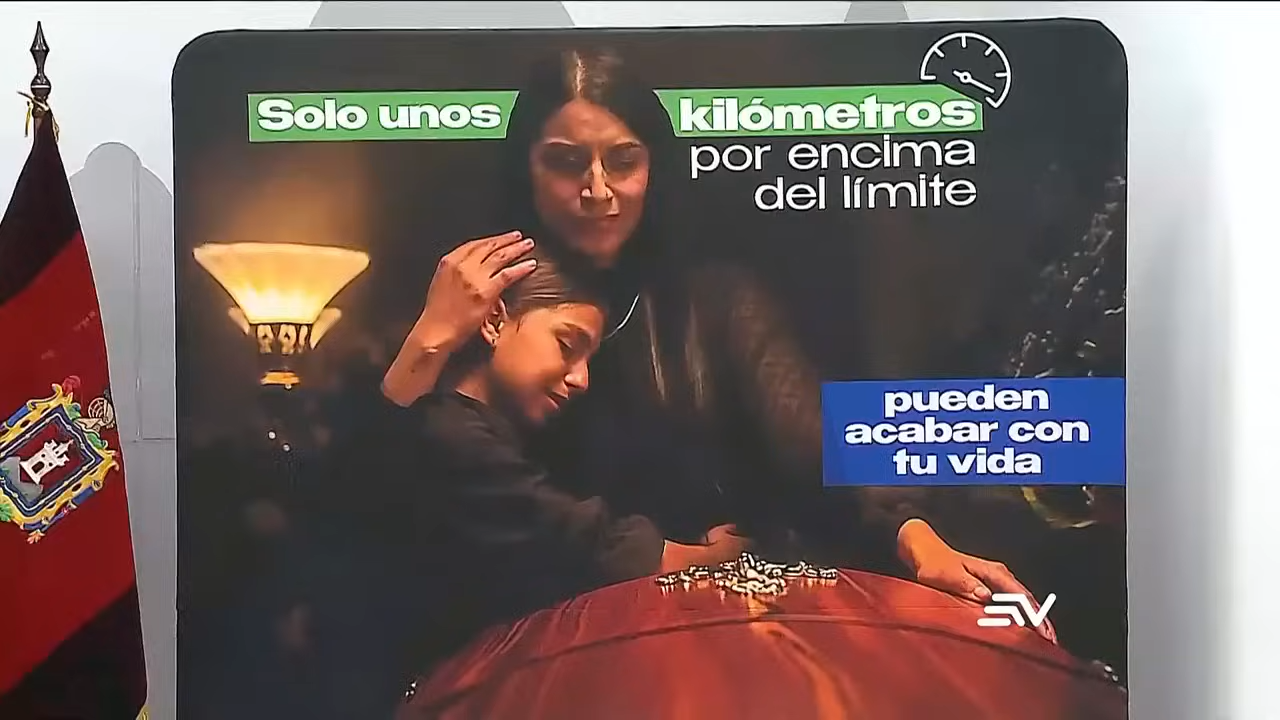 Solo unos kilómetros
por encima
del límite
pueden
acabar con
tu vida